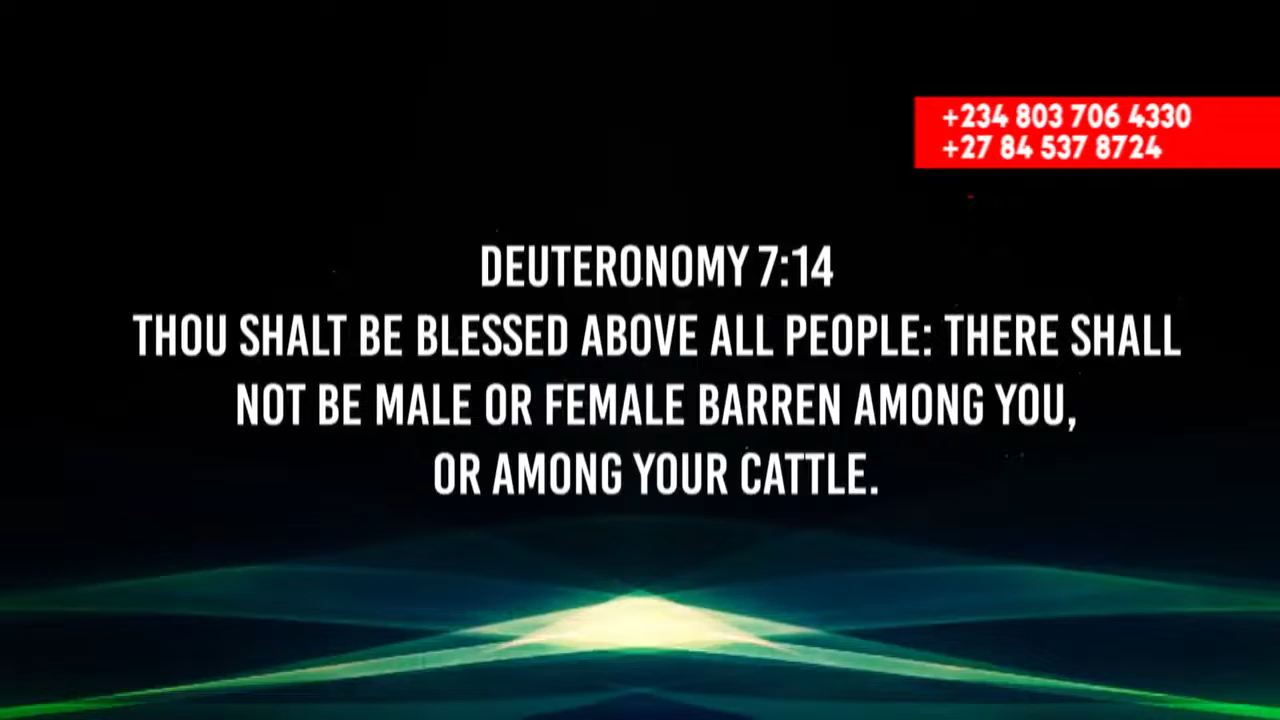 +234 803 706 4330
+27 84 537 8724
DEUTERONOMY 7:14
THOU SHALT BE BLESSED ABOVE ALL PEOPLE: THERE SHALL
NOT BE MALE OR FEMALE BARREN AMONG YOU,
OR AMONG YOUR CATTLE.